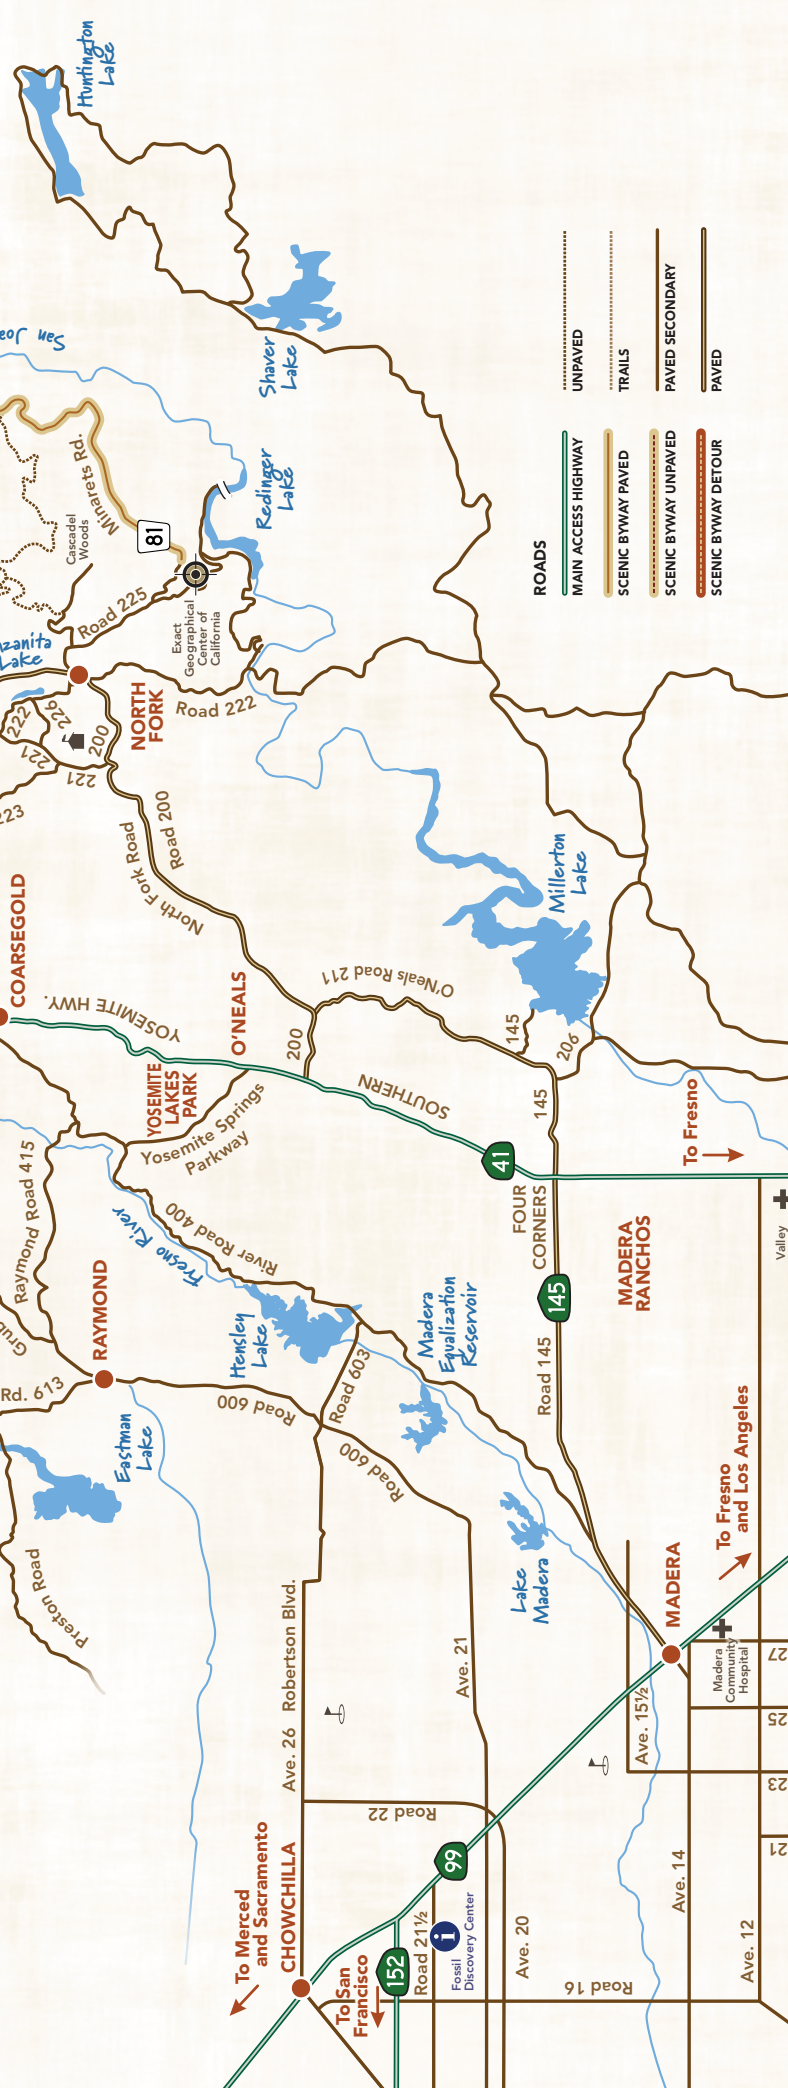 Huntington
Lake
Shaver
Lake
San Joa
Redinger
Lake
Minarets Rd.
Cascadel
Woods
81
Road 225
Exact
Geographical
Center of
California
nzanita
Lake
NORTH
FORK
Road 222
222
226
221
221
200
223
North Fork Road
Road 200
Millerton
Lake
ROADS
MAIN ACCESS HIGHWAY
SCENIC BYWAY PAVED
SCENIC BYWAY UNPAVED
SCENIC BYWAY DETOUR
UNPAVED
TRAILS
PAVED SECONDARY
PAVED
COARSEGOLD
YOSEMITE HWY.
O'NEALS
O'Neals Road 211
200
145
206
145
YOSEMITE
LAKES
PARK
Yosemite Springs
Parkway
SOUTHERN
41
FOUR
CORNERS
To Fresno
Valley
MADERA
RANCHOS
145
Road 145
Raymond Road 415
River Road 400
Fresno River
Hensley
Lake
Madera
Equalization
Reservoir
RAYMOND
Grub
Rd. 613
Road 600
Road 603
Road 600
Eastman
Lake
Preston Road
Lake
Madera
To Fresno
and Los Angeles
MADERA
Madera
Community
Hospital
Ave. 26
Robertson Blvd.
Ave. 21
Ave. 15½
27
25
23
21
Road 22
99
Ave. 14
Ave. 12
Ave. 20
To Merced
and Sacramento
CHOWCHILLA
To San
Francisco
152
Road 21½
Fossil
Discovery Center
i
Road 16